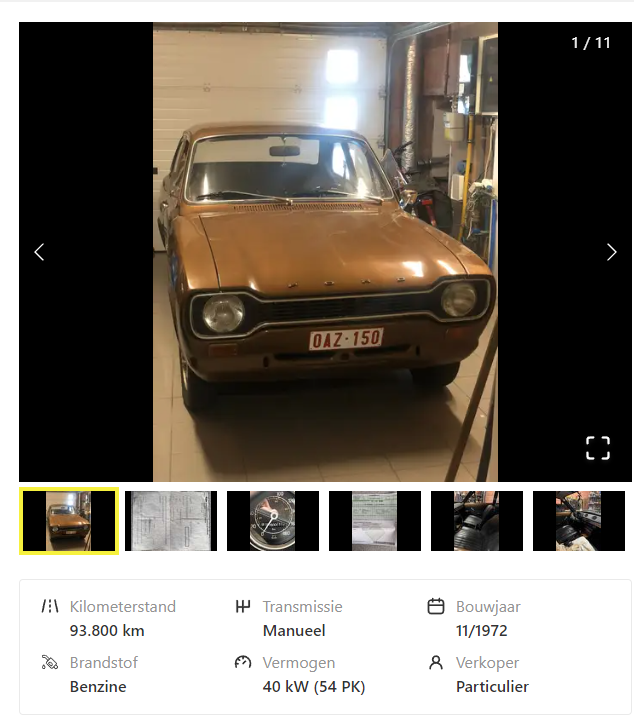 1 / 11
FORD
OAZ·150
Kilometerstand
93.800 km
Transmissie
Manueel
Bouwjaar
11/1972
Brandstof
Benzine
Vermogen
40 kW (54 PK)
Verkoper
Particulier